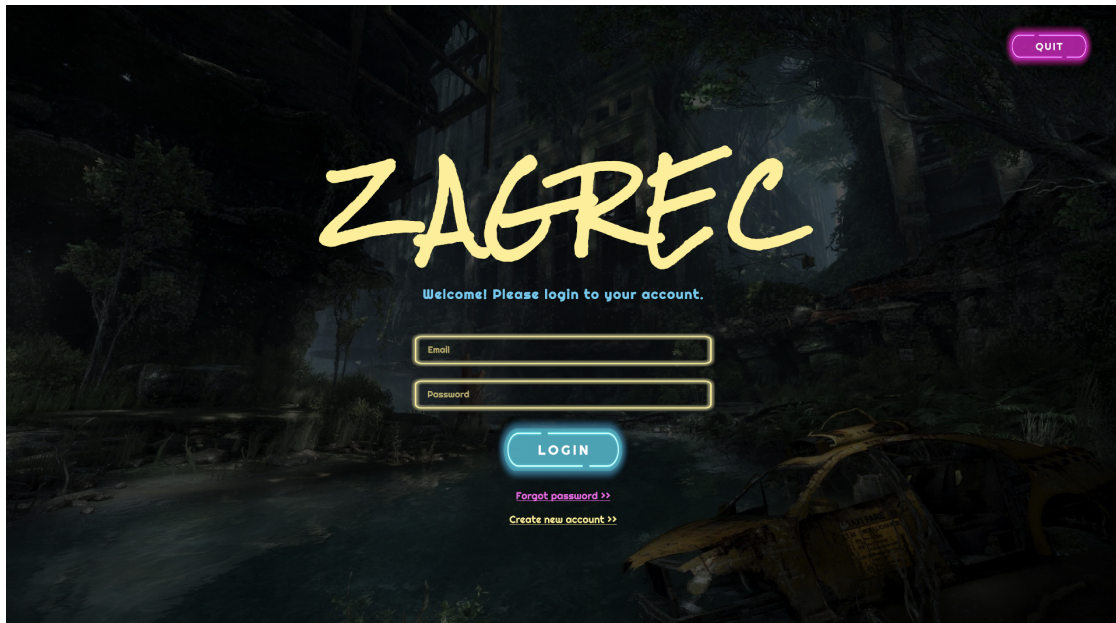 QUIT
ZAGREC
Welcome! Please login to your account.
Email
Password
LOGIN
Forgot password >>
Create new account >>